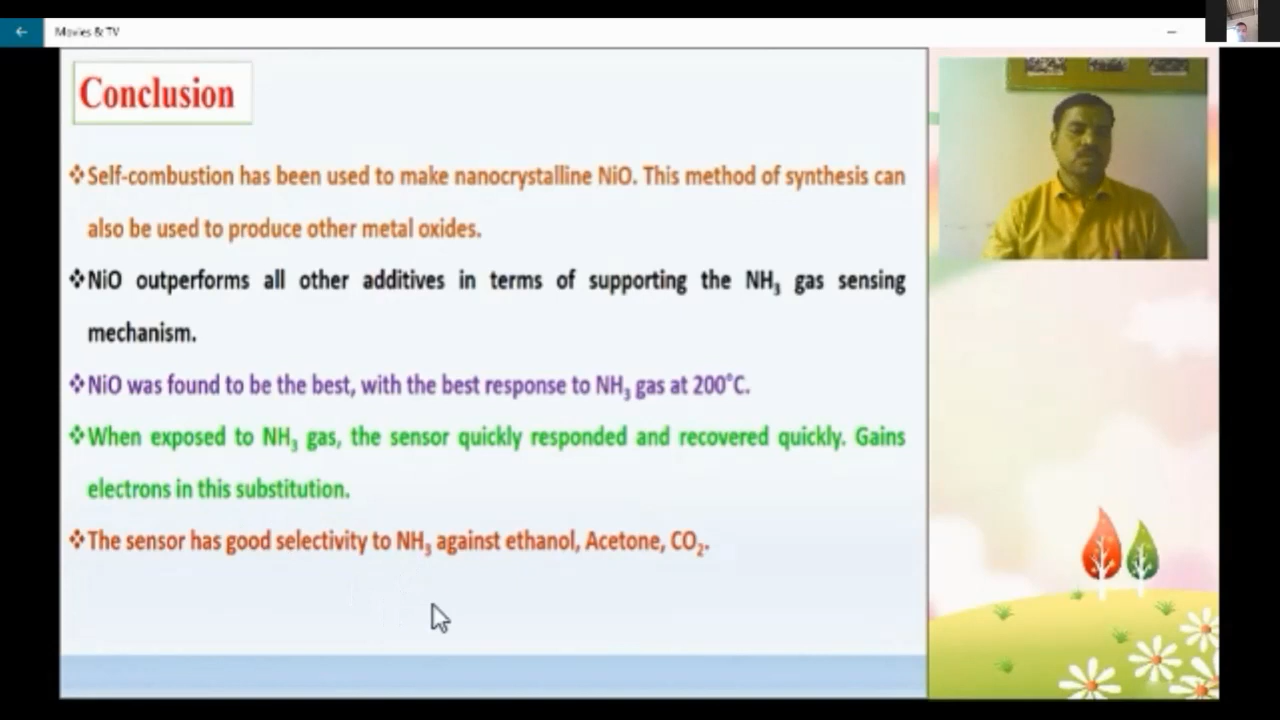 Movies & TV
Conclusion
❖Self-combustion has been used to make nanocrystalline NiO. This method of synthesis can
also be used to produce other metal oxides.
❖NiO outperforms all other additives in terms of supporting the NH₃ gas sensing
mechanism.
❖NiO was found to be the best, with the best response to NH₃ gas at 200°C.
❖When exposed to NH₃ gas, the sensor quickly responded and recovered quickly. Gains
electrons in this substitution.
❖The sensor has good selectivity to NH₃ against ethanol, Acetone, CO₂.